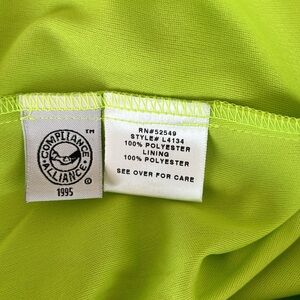 COMPLIANCE
ALLIANCE
TM
©
1995
RN#52549
STYLE# L4134
100% POLYESTER
LINING
100% POLYESTER
SEE OVER FOR CARE